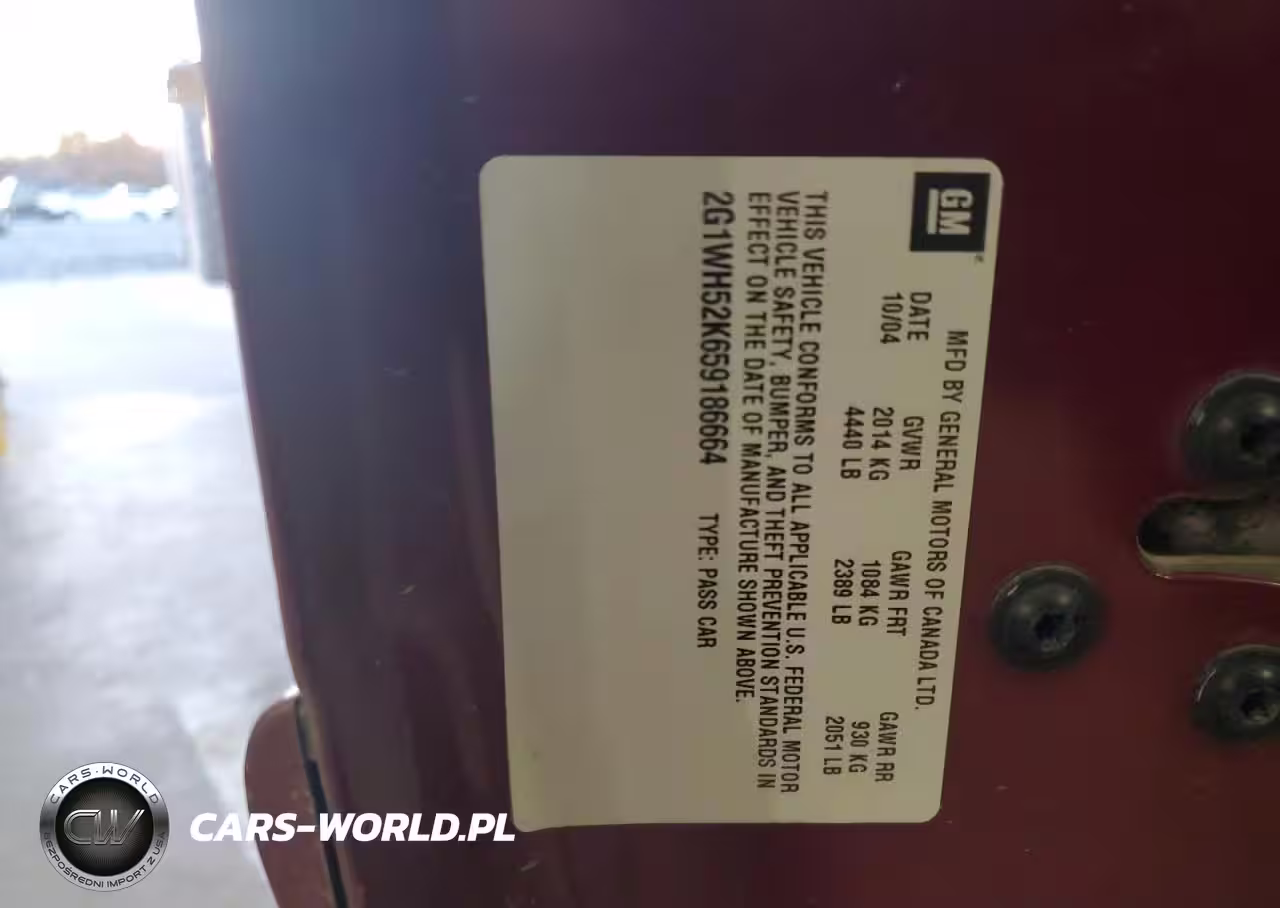 GM
MFD BY GENERAL MOTORS OF CANADA LTD.
DATE GVWR GAWR FRT GAWR RR
10/04 2014 KG 1084 KG 930 KG
4440 LB 2389 LB 2051 LB
THIS VEHICLE CONFORMS TO ALL APPLICABLE U.S. FEDERAL MOTOR
VEHICLE SAFETY, BUMPER, AND THEFT PREVENTION STANDARDS IN
EFFECT ON THE DATE OF MANUFACTURE SHOWN ABOVE.
2G1WH52K659186664 TYPE: PASS CAR
CARS-WORLD
CW
BEZPOŚREDNI IMPORT Z USA
CARS-WORLD.PL